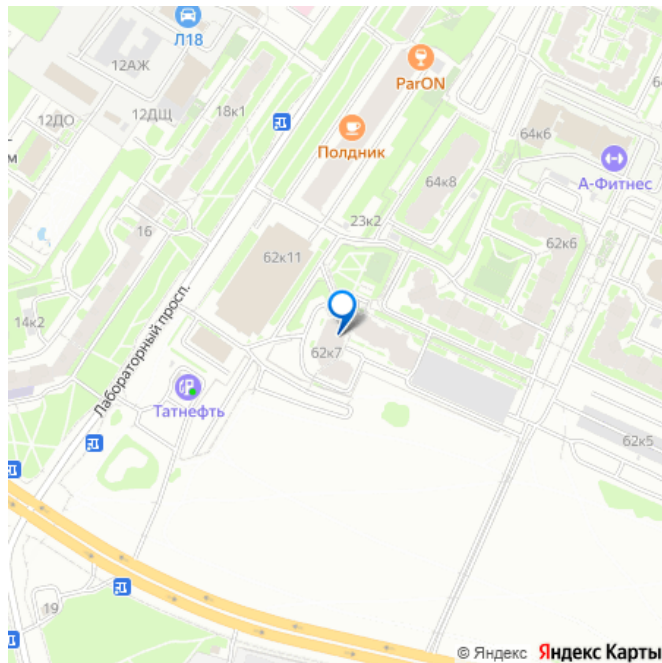 Л18
12АЖ
ParON
12ДО
12ДЩ
18к1
Полдник
64к6
А-Фитнес
м
64к8
16
23к2
62к11
62к6
Лабораторный просп.
14к2
62к7
Татнефть
62к5
19
© Яндекс Яндекс Карты